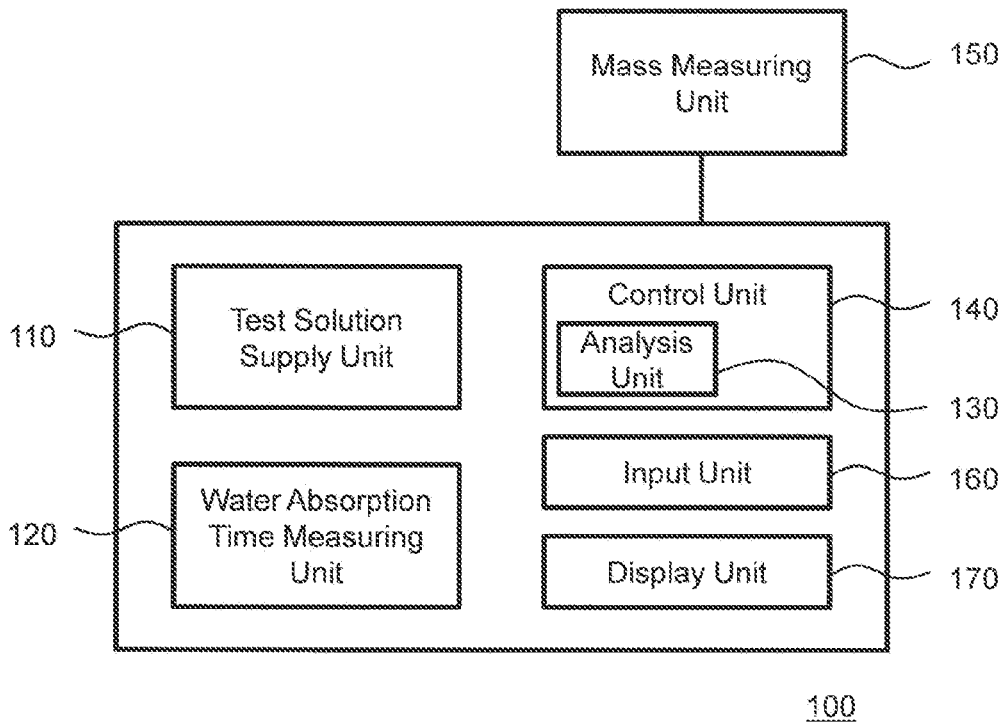 Mass Measuring
Unit
150
110
Test Solution
Supply Unit
Control Unit
140
Analysis
Unit
130
120
Water Absorption
Time Measuring
Unit
Input Unit
160
Display Unit
170
100